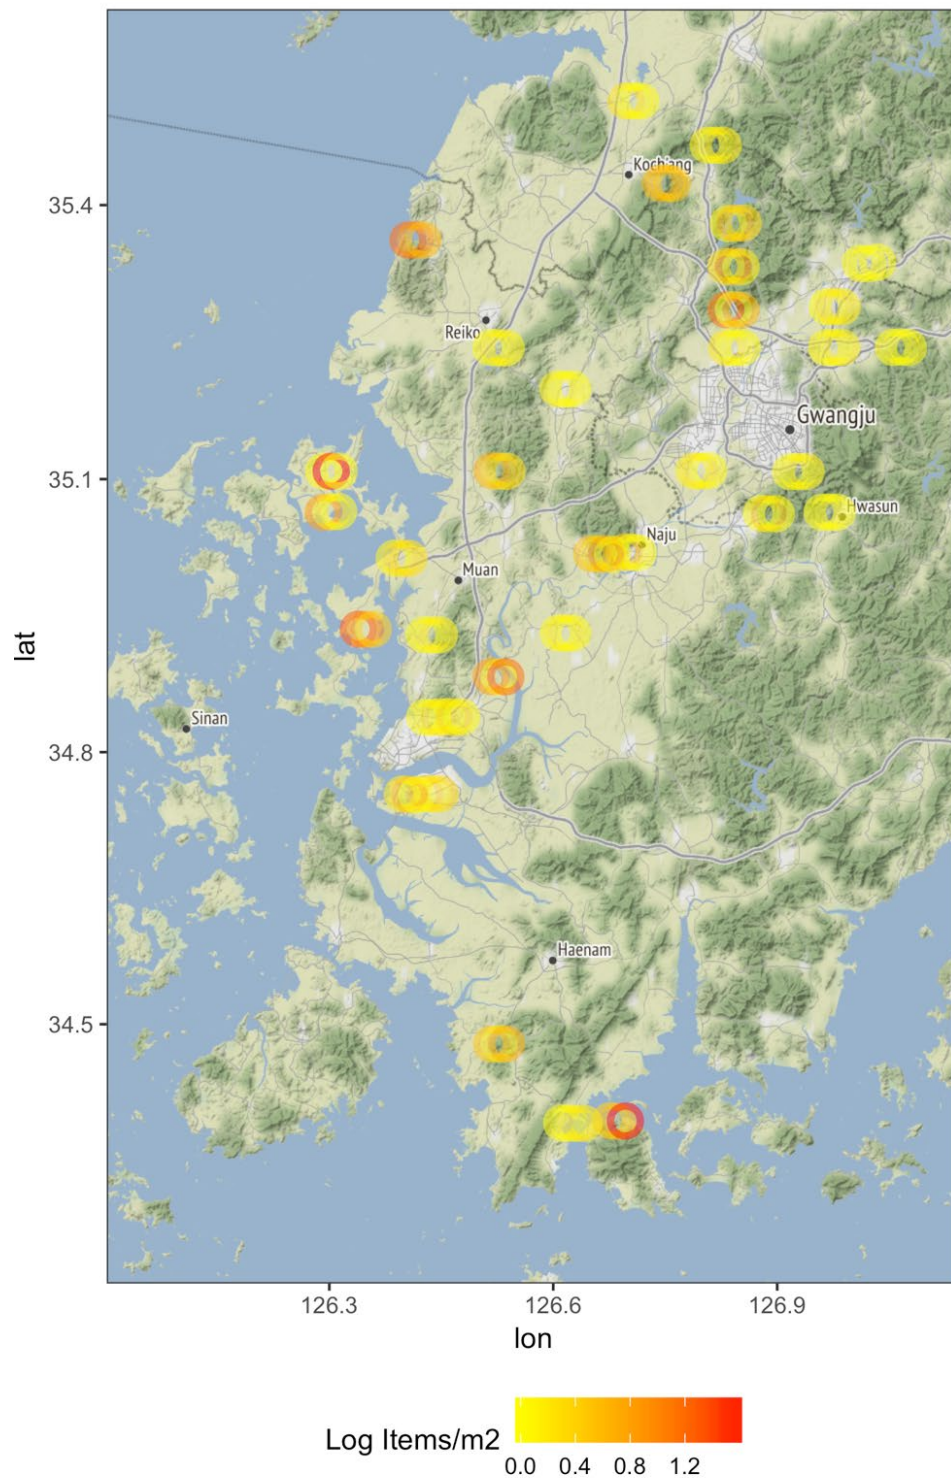 Kochang
35.4
Reiko
Gwangju
35.1
Hwasun
Naju
Muan
lat
Sinan
34.8
Haenam
34.5
126.3 126.6 126.9
lon
Log Items/m2
0.0 0.4 0.8 1.2